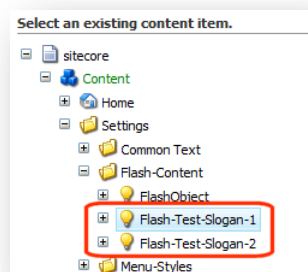 Select an existing content item.
sitecore
Content
Home
Settings
Common Text
Flash-Content
FlashObject
Flash-Test-Slogan-1
Flash-Test-Slogan-2
Menu-Styles